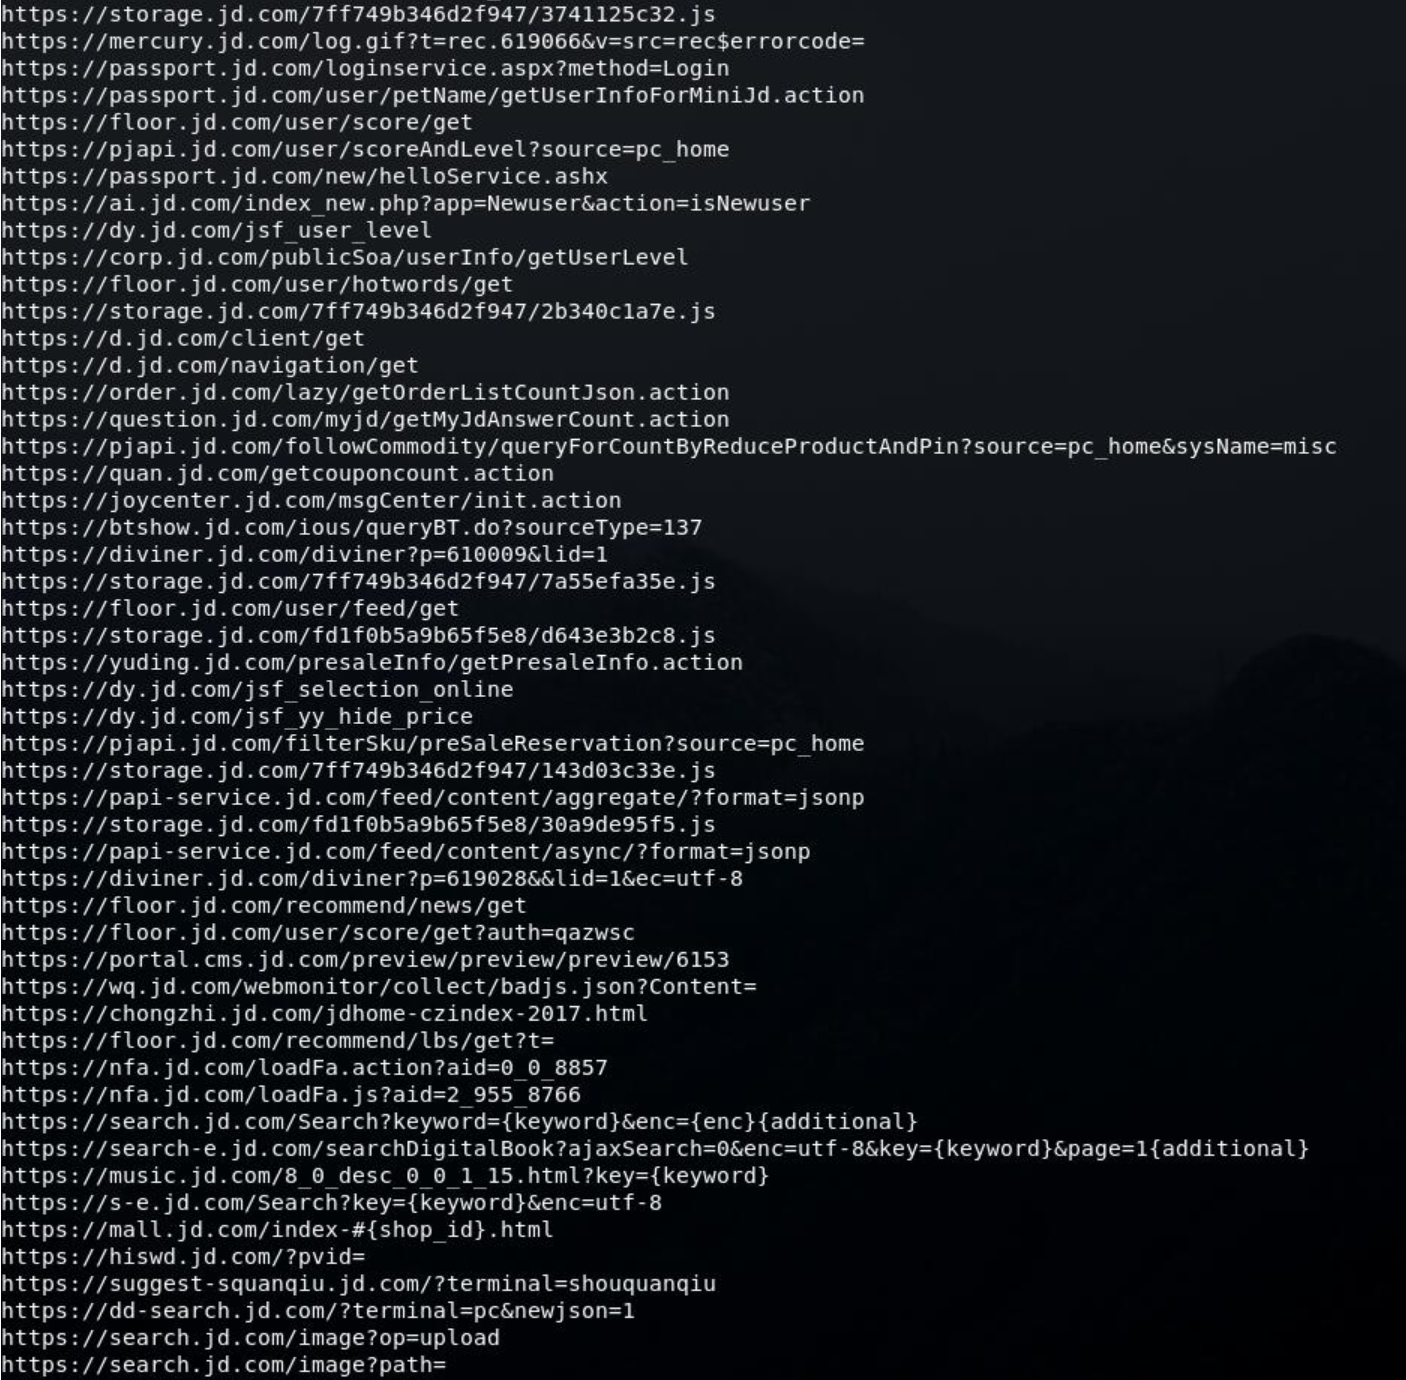 https://storage.jd.com/7ff749b346d2f947/3741125c32.js
https://mercury.jd.com/log.gif?t=rec.619066&v=src=rec$errorcode=
https://passport.jd.com/loginservice.aspx?method=Login
https://passport.jd.com/user/petName/getUserInfoForMiniJd.action
https://floor.jd.com/user/score/get
https://pjapi.jd.com/user/scoreAndLevel?source=pc_home
https://passport.jd.com/new/helloService.ashx
https://ai.jd.com/index_new.php?app=Newuser&action=isNewuser
https://dy.jd.com/jsf_user_level
https://corp.jd.com/publicSoa/userInfo/getUserLevel
https://floor.jd.com/user/hotwords/get
https://storage.jd.com/7ff749b346d2f947/2b340c1a7e.js
https://d.jd.com/client/get
https://d.jd.com/navigation/get
https://order.jd.com/lazy/getOrderListCountJson.action
https://question.jd.com/myjd/getMyJdAnswerCount.action
https://pjapi.jd.com/followCommodity/queryForCountByReduceProductAndPin?source=pc_home&sysName=misc
https://quan.jd.com/getcouponcount.action
https://joycenter.jd.com/msgCenter/init.action
https://btshow.jd.com/ious/queryBT.do?sourceType=137
https://diviner.jd.com/diviner?p=610009&lid=1
https://storage.jd.com/7ff749b346d2f947/7a55efa35e.js
https://floor.jd.com/user/feed/get
https://storage.jd.com/fd1f0b5a9b65f5e8/d643e3b2c8.js
https://yuding.jd.com/presaleInfo/getPresaleInfo.action
https://dy.jd.com/jsf_selection_online
https://dy.jd.com/jsf_yy_hide_price
https://pjapi.jd.com/filterSku/preSaleReservation?source=pc_home
https://storage.jd.com/7ff749b346d2f947/143d03c33e.js
https://papi-service.jd.com/feed/content/aggregate/?format=jsonp
https://storage.jd.com/fd1f0b5a9b65f5e8/30a9de95f5.js
https://papi-service.jd.com/feed/content/async/?format=jsonp
https://diviner.jd.com/diviner?p=619028&&lid=1&ec=utf-8
https://floor.jd.com/recommend/news/get
https://floor.jd.com/user/score/get?auth=qazwsc
https://portal.cms.jd.com/preview/preview/preview/6153
https://wq.jd.com/webmonitor/collect/badjs.json?Content=
https://chongzhi.jd.com/jdhome-czindex-2017.html
https://floor.jd.com/recommend/lbs/get?t=
https://nfa.jd.com/loadFa.action?aid=0_0_8857
https://nfa.jd.com/loadFa.js?aid=2_955_8766
https://search.jd.com/Search?keyword={keyword}&enc={enc}{additional}
https://search-e.jd.com/searchDigitalBook?ajaxSearch=0&enc=utf-8&key={keyword}&page=1{additional}
https://music.jd.com/8_0_desc_0_0_1_15.html?key={keyword}
https://s-e.jd.com/Search?key={keyword}&enc=utf-8
https://mall.jd.com/index-#{shop_id}.html
https://hiswd.jd.com/?pvid=
https://suggest-squanqiu.jd.com/?terminal=shouquanqiu
https://dd-search.jd.com/?terminal=pc&newjson=1
https://search.jd.com/image?op=upload
https://search.jd.com/image?path=